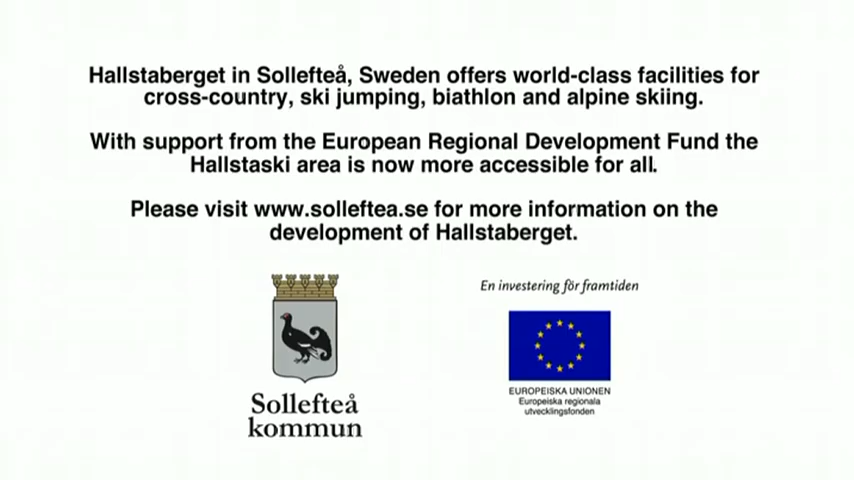 Hallstaberget in Sollefteå, Sweden offers world-class facilities for
cross-country, ski jumping, biathlon and alpine skiing.
With support from the European Regional Development Fund the
Hallstaski area is now more accessible for all.
Please visit www.solleftea.se for more information on the
development of Hallstaberget.
Sollefteå
kommun
En investering för framtiden
EUROPEISKA UNIONEN
Europeiska regionala
utvecklingsfonden